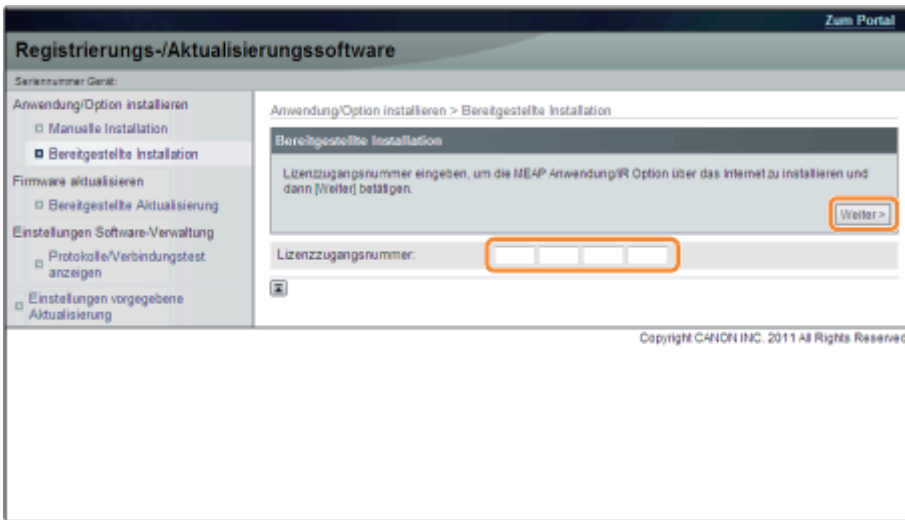 Zum Portal
Registrierungs-/Aktualisierungssoftware
Seriennummer Gerät:
Anwendung/Option installieren
Manuelle Installation
Bereitgestellte Installation
Firmware aktualisieren
Bereitgestellte Aktualisierung
Einstellungen Software-Verwaltung
Protokolle/Verbindungstest
anzeigen
Einstellungen vorgegebene
Aktualisierung
Anwendung/Option installieren > Bereitgestellte Installation
Bereitgestellte Installation
Lizenzzugangsnummer eingeben, um die MEAP Anwendung/iR Option über das Internet zu installieren und
dann [Weiter] betätigen.
Weiter >
Lizenzzugangsnummer:
Copyright CANON INC. 2011 All Rights Reserved